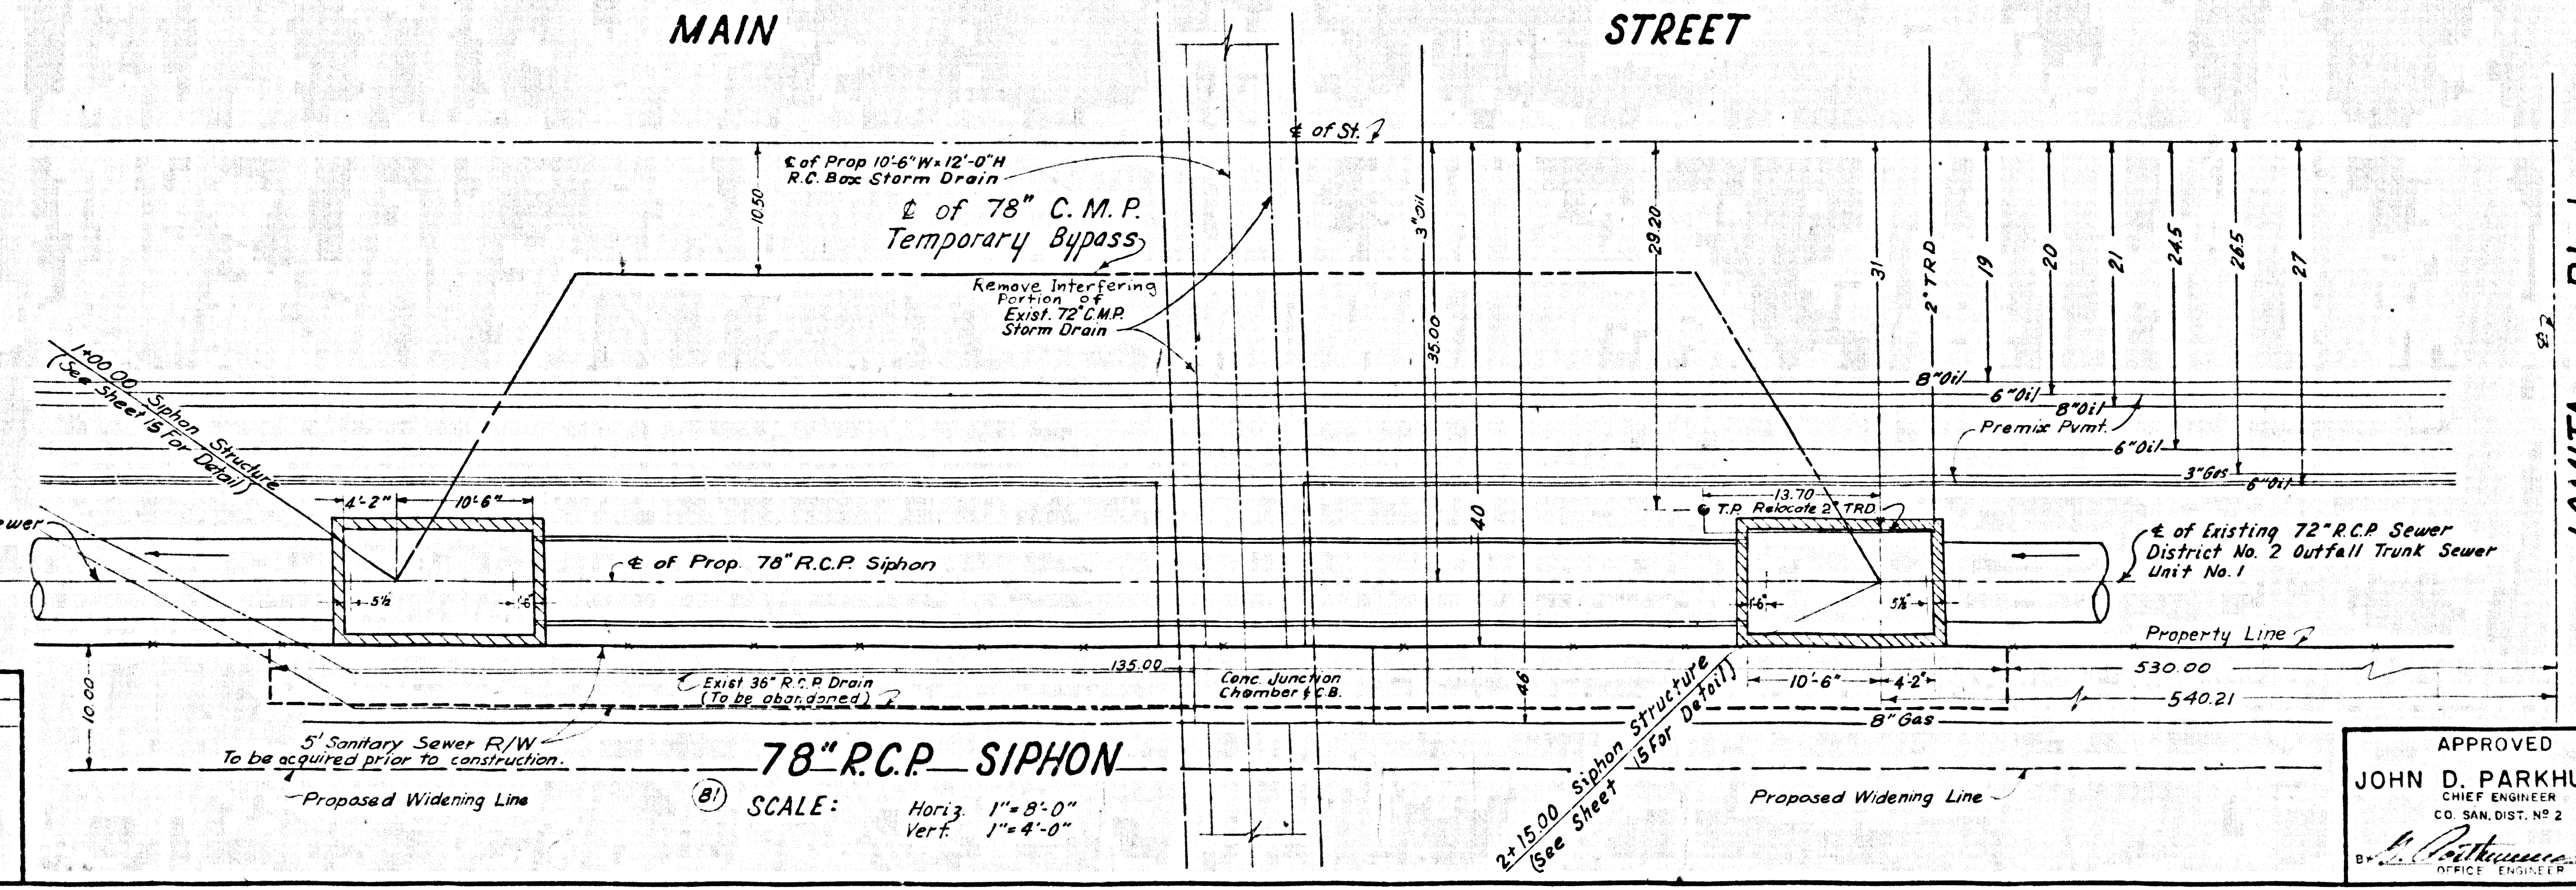 MAIN STREET
℄ of St.
℄ of Prop 10'-6"W x 12'-0"H
R.C. Box Storm Drain
10.50
℄ of 78" C. M. P.
Temporary Bypass
Remove Interfering
Portion of
Exist. 72" C.M.P.
Storm Drain
3"Oil
35.00
40
46
29.20
31
2" TRD
19
20
21
24.5
26.5
27
8"Oil
6"Oil
8"Oil
Premix Pvmt.
6"Oil
3"Gas
6"Oil
1+00.00 Siphon Structure
(See Sheet 15 For Detail)
4'-2"
10'-6"
13.70
T.P. Relocate 2" TRD
℄ of Prop. 78" R.C.P. Siphon
℄ of Existing 72" R.C.P. Sewer
District No. 2 Outfall Trunk Sewer
Unit No. 1
5½
6"
5½"
Property Line
135.00
Exist 36" R.C.P. Drain
(To be abandoned)
Conc. Junction
Chamber & C.B.
10'-6"
4'-2"
530.00
540.21
8" Gas
10.00
5' Sanitary Sewer R/W
To be acquired prior to construction.
Proposed Widening Line
78" R.C.P. SIPHON
81
SCALE: Horiz. 1"=8'-0"
Vert. 1"=4'-0"
2+15.00 Siphon Structure
(See Sheet 15 For Detail)
Proposed Widening Line
APPROVED
JOHN D. PARKHU
CHIEF ENGINEER
CO. SAN. DIST. Nº 2
BY
OFFICE ENGINEER